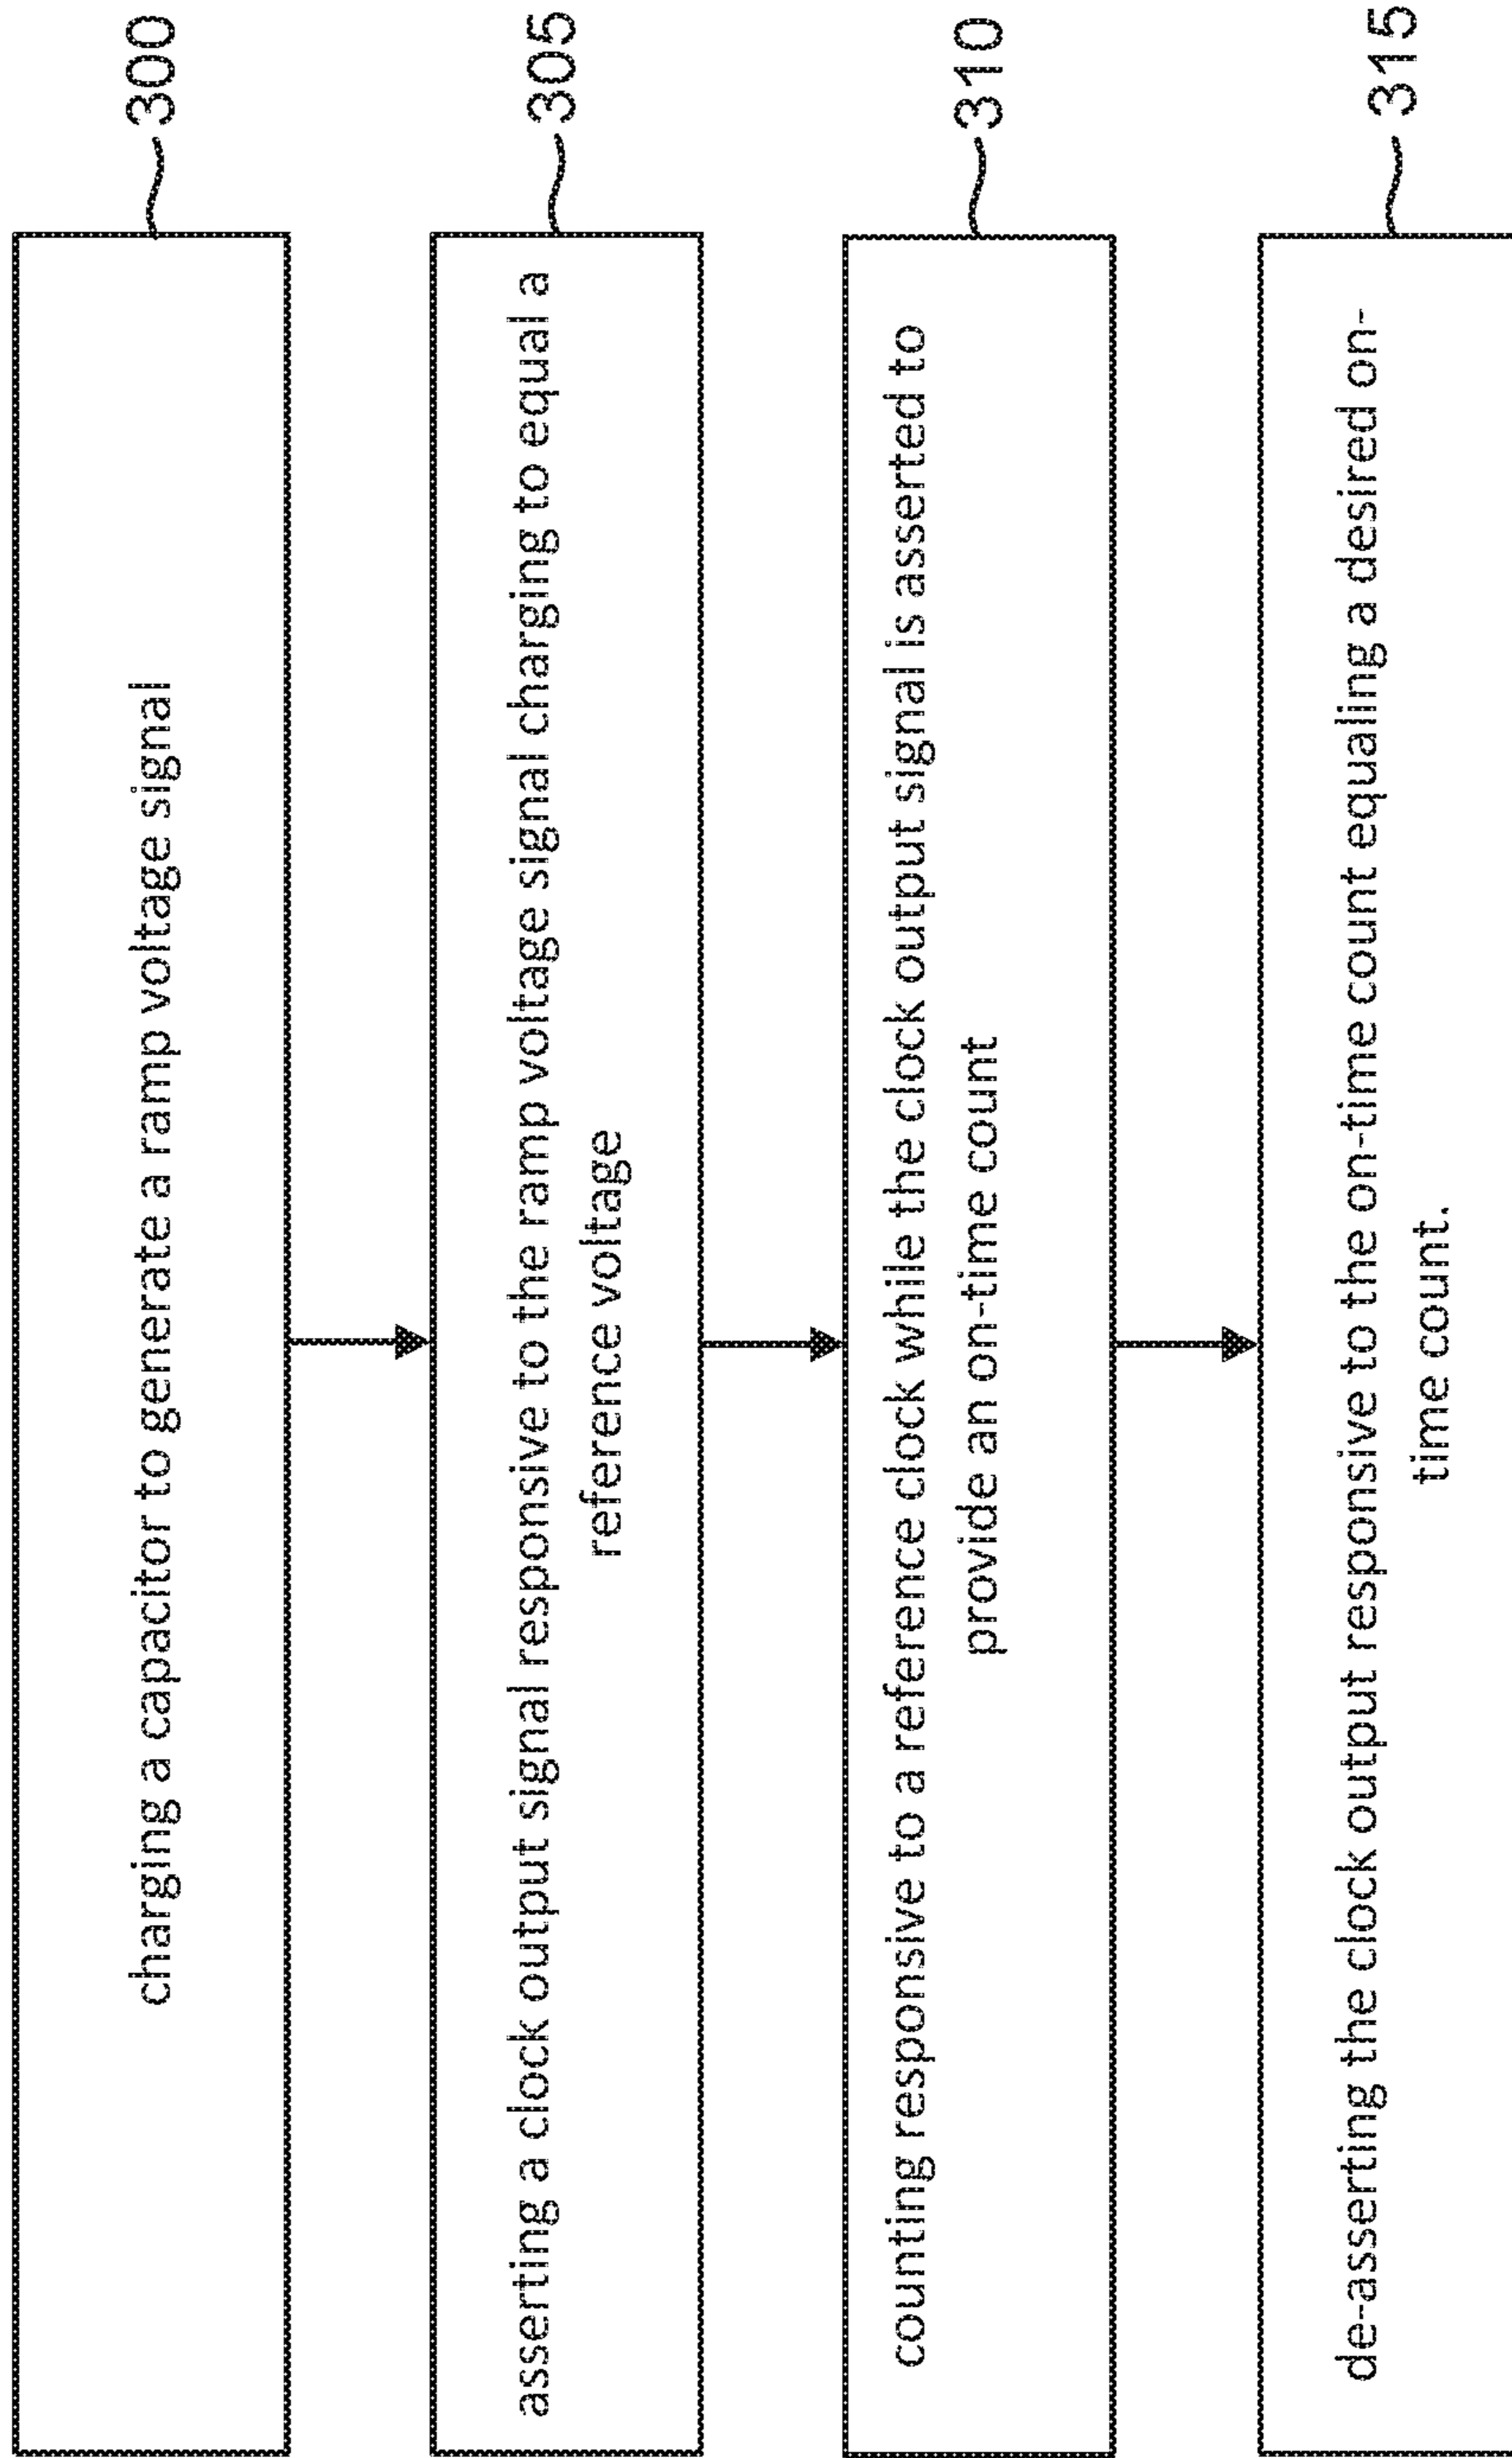 charging a capacitor to generate a ramp voltage signal
300
asserting a clock output signal responsive to the ramp voltage signal charging to equal a
reference voltage
305
counting responsive to a reference clock while the clock output signal is asserted to
provide an on-time count
310
de-asserting the clock output responsive to the on-time count equaling a desired on-
time count.
315